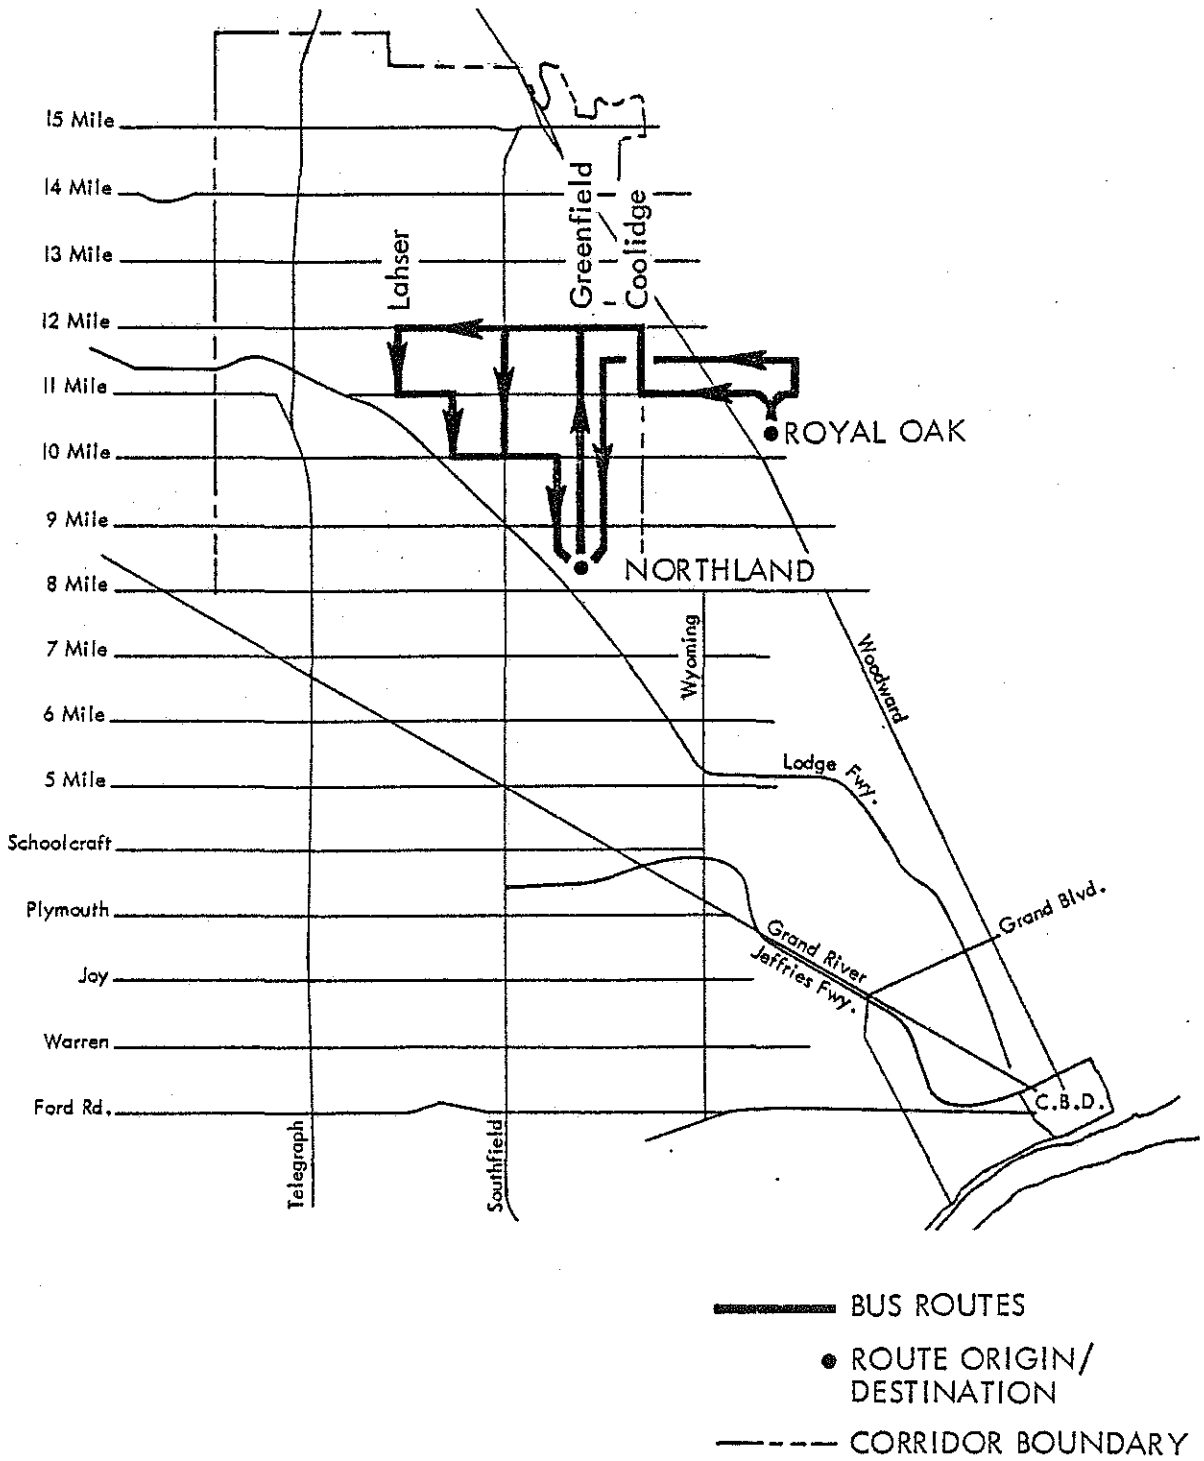 15 Mile
14 Mile
13 Mile
12 Mile
11 Mile
10 Mile
9 Mile
8 Mile
7 Mile
6 Mile
5 Mile
Schoolcraft
Plymouth
Joy
Warren
Ford Rd.
Lahser
Greenfield
Coolidge
ROYAL OAK
NORTHLAND
Wyoming
Woodward
Lodge Fwy.
Grand Blvd.
Grand River
Jeffries Fwy.
C.B.D.
Telegraph
Southfield
BUS ROUTES
ROUTE ORIGIN/
DESTINATION
CORRIDOR BOUNDARY